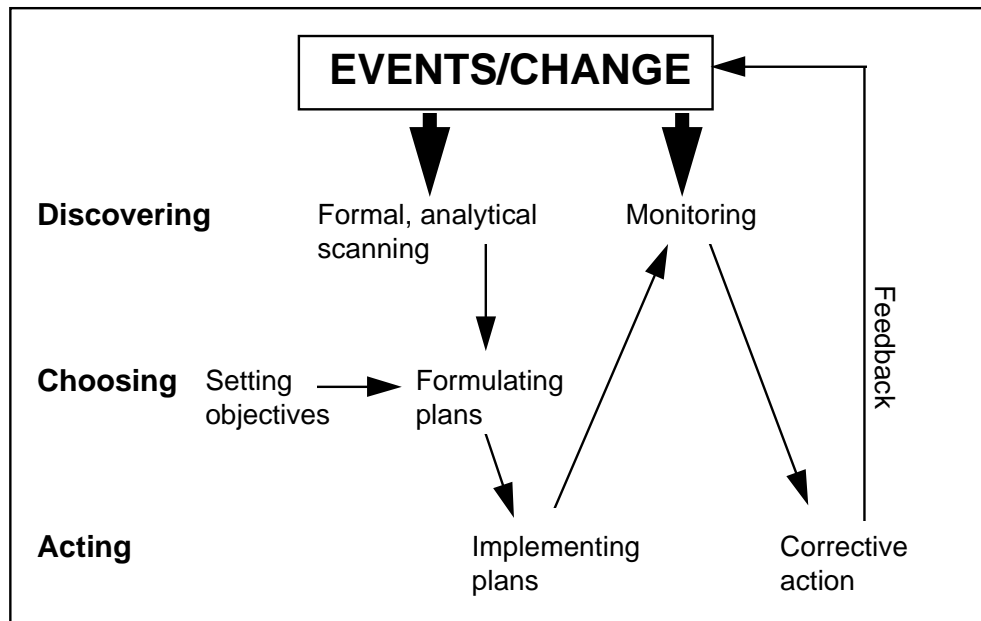 EVENTS/CHANGE
Discovering
Formal, analytical
scanning
Monitoring
Feedback
Choosing
Setting
objectives
Formulating
plans
Acting
Implementing
plans
Corrective
action